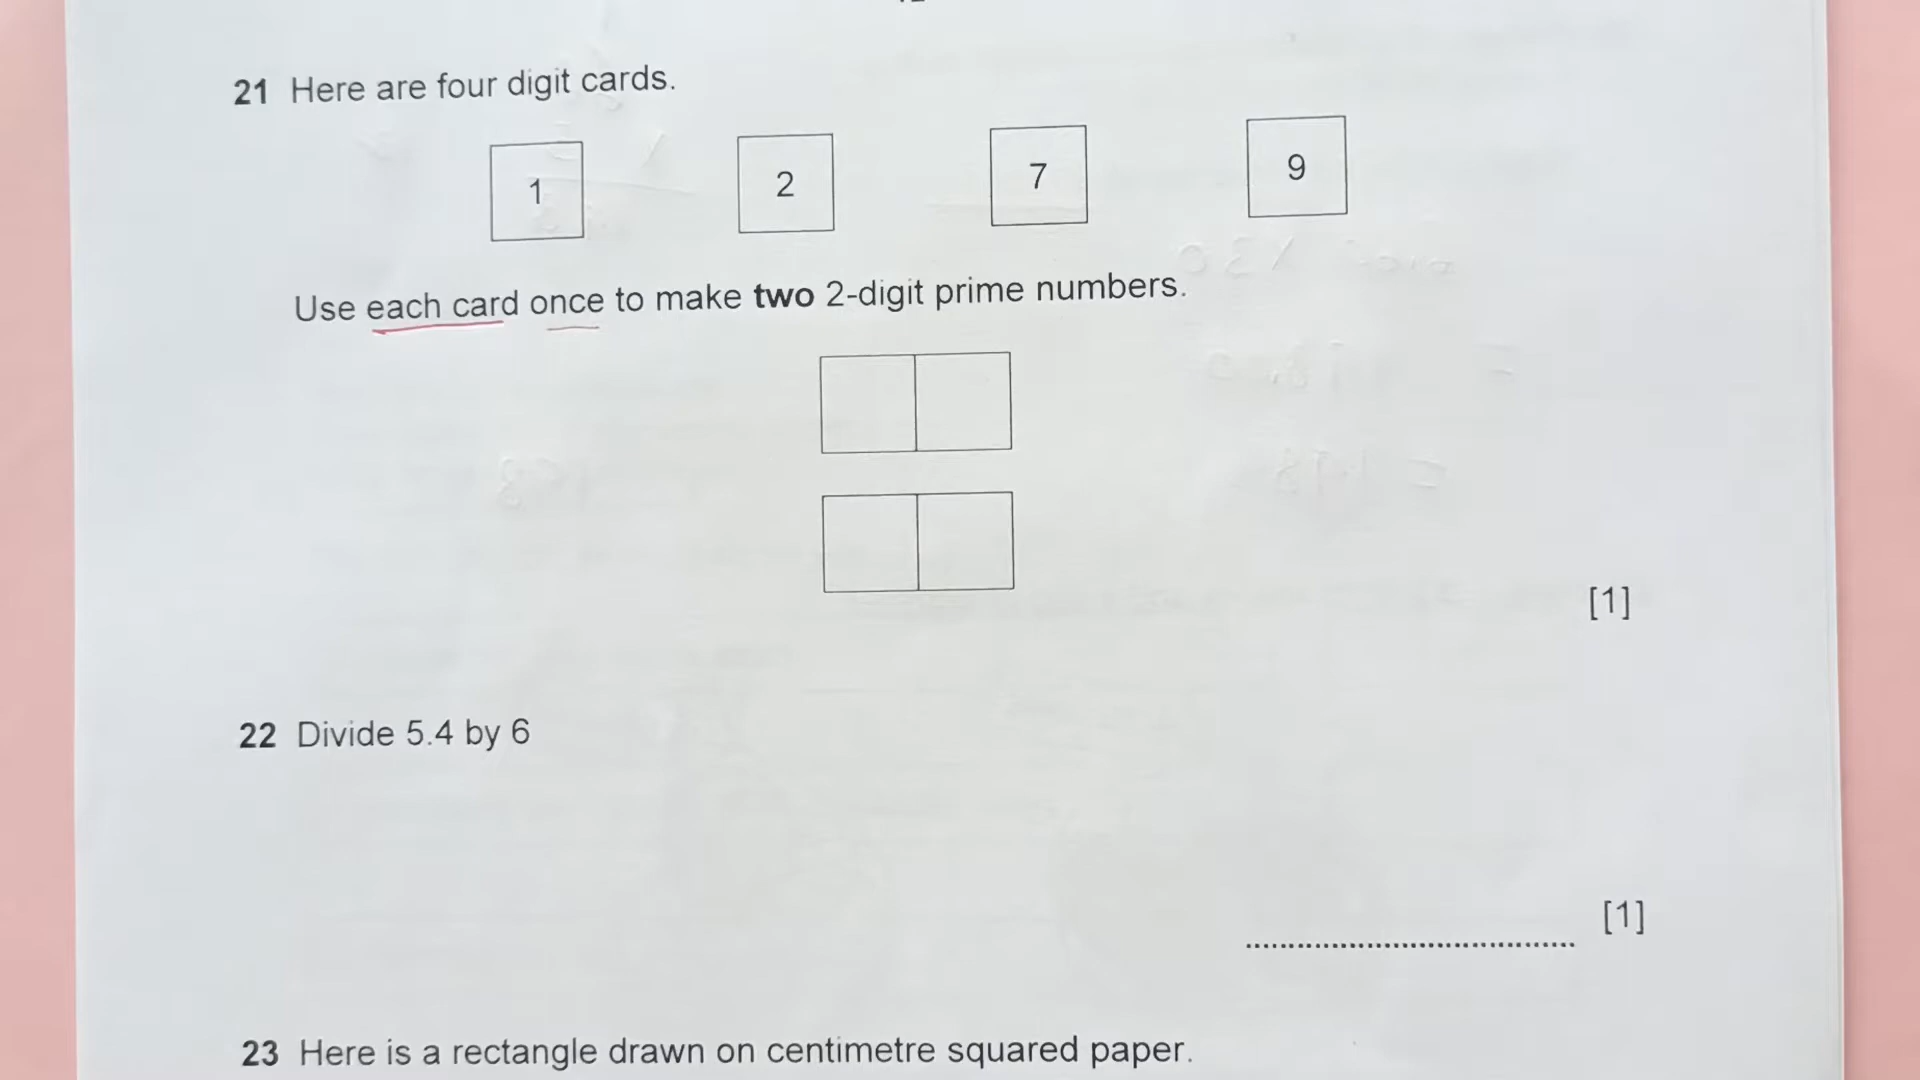 21 Here are four digit cards.
1 2 7 9
Use each card once to make two 2-digit prime numbers.
[1]
22 Divide 5.4 by 6
[1]
23 Here is a rectangle drawn on centimetre squared paper.